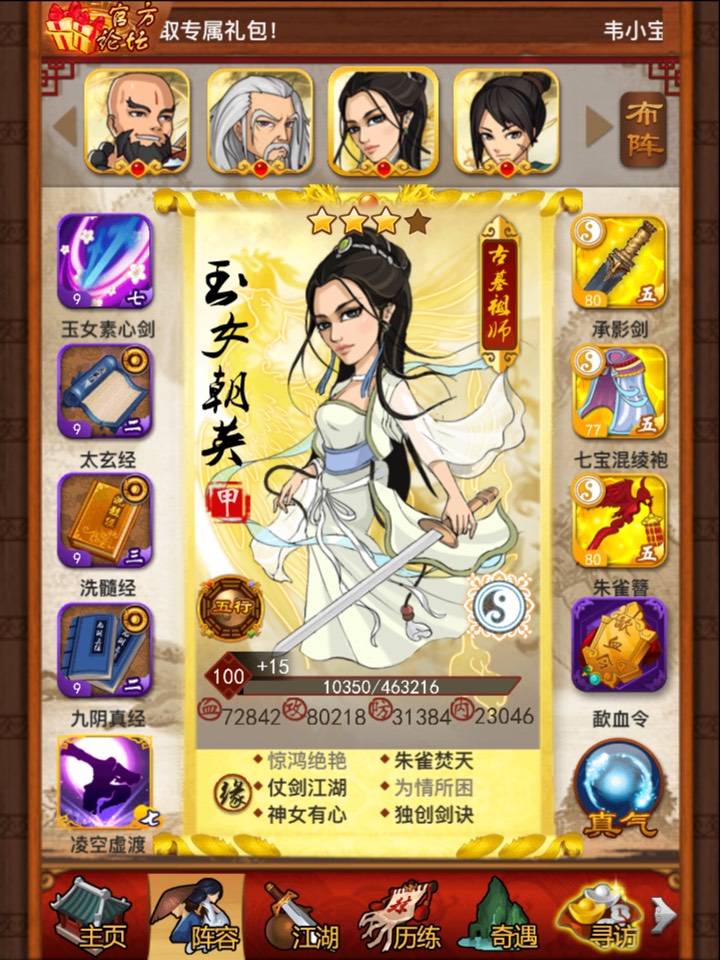 官方
论坛
取专属礼包!
韦小宝
布阵
玉女朝英
甲
古墓祖师
9
七
玉女素心剑
9
二
太玄经
9
三
洗髓经
9
二
九阴真经
七
凌空虚渡
80
五
承影剑
77
五
七宝混绫袍
80
五
朱雀簪
歃血令
歃血令
真气
五行
100
+15
10350/463216
血72842 攻80218 防31384 内23046
缘
惊鸿绝艳
朱雀焚天
仗剑江湖
为情所困
神女有心
独创剑诀
主页
阵容
江湖
历练
奇遇
寻访